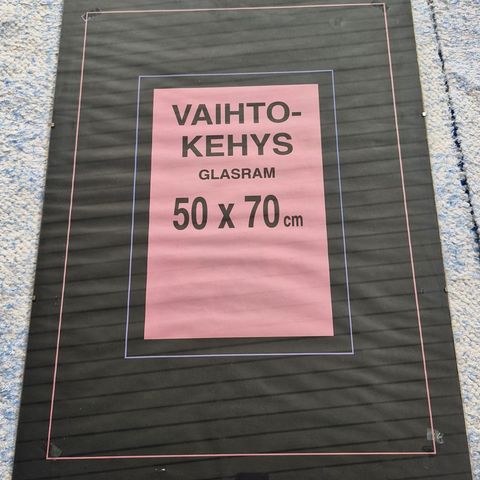 VAIHTO-
KEHYS
GLASRAM
50 x 70 cm